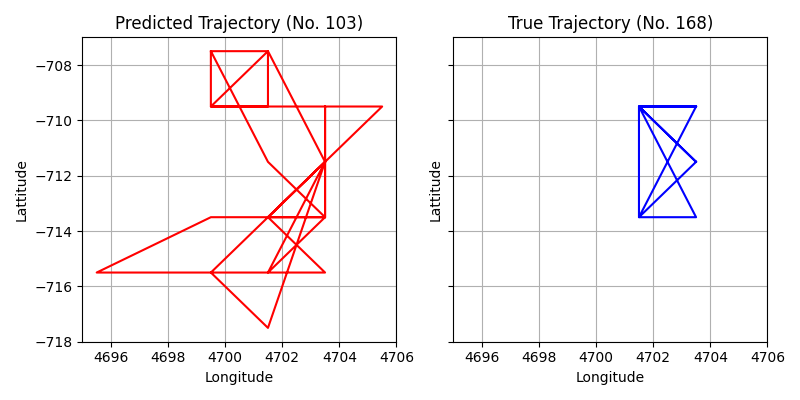 Predicted Trajectory (No. 103)
True Trajectory (No. 168)
Lattitude
−708
−710
−712
−714
−716
−718
4696 4698 4700 4702 4704 4706
Longitude
Lattitude
4696 4698 4700 4702 4704 4706
Longitude